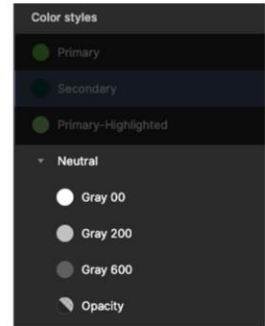 Color styles
Primary
Secondary
Primary-Highlighted
Neutral
Gray 00
Gray 200
Gray 600
Opacity